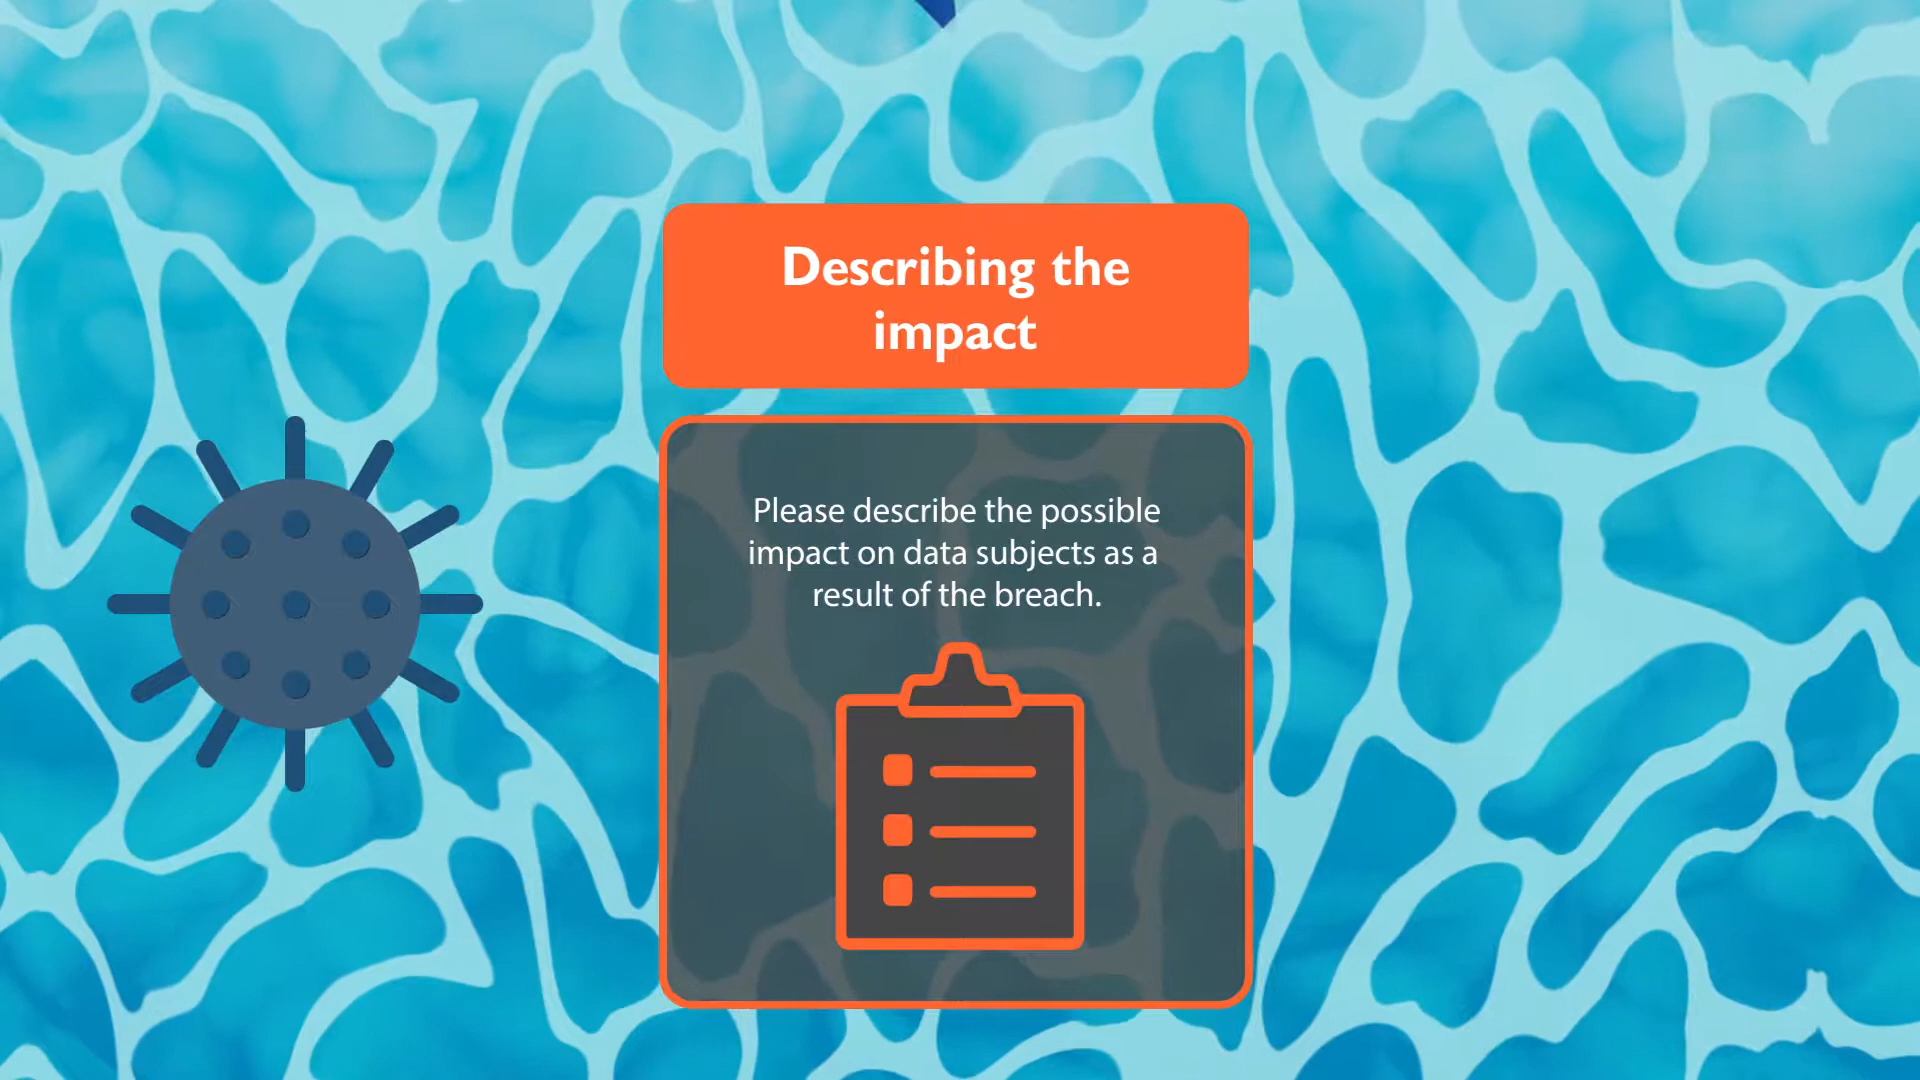 Describing the
impact
Please describe the possible
impact on data subjects as a
result of the breach.